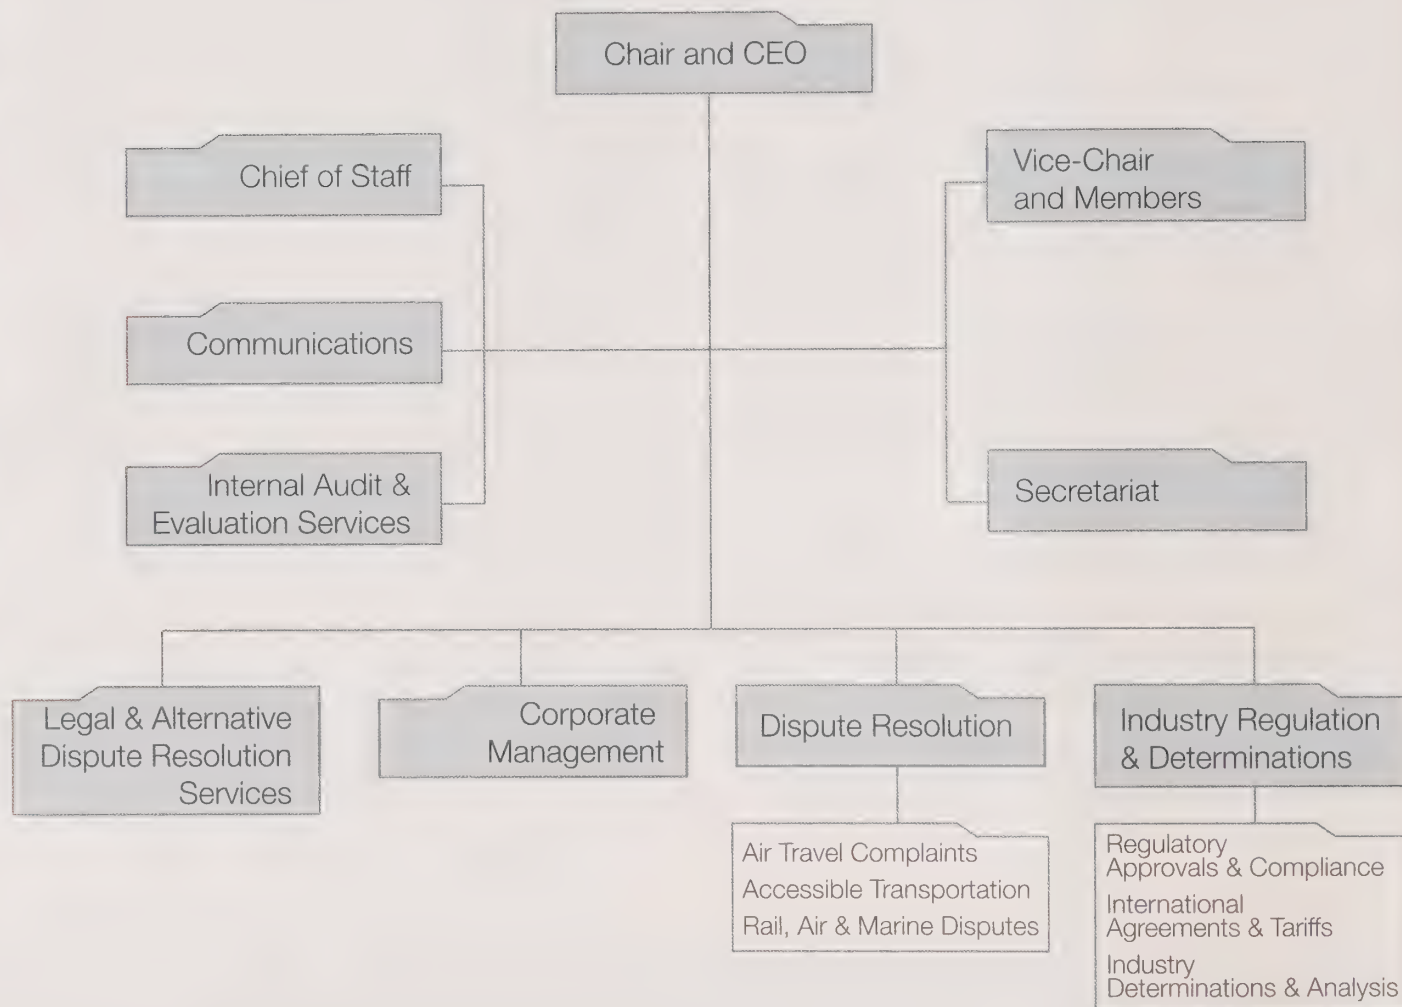 Chair and CEO
Chief of Staff
Vice-Chair
and Members
Communications
Internal Audit &
Evaluation Services
Secretariat
Legal & Alternative
Dispute Resolution
Services
Corporate
Management
Dispute Resolution
Industry Regulation
& Determinations
Air Travel Complaints
Accessible Transportation
Rail, Air & Marine Disputes
Regulatory
Approvals & Compliance
International
Agreements & Tariffs
Industry
Determinations & Analysis